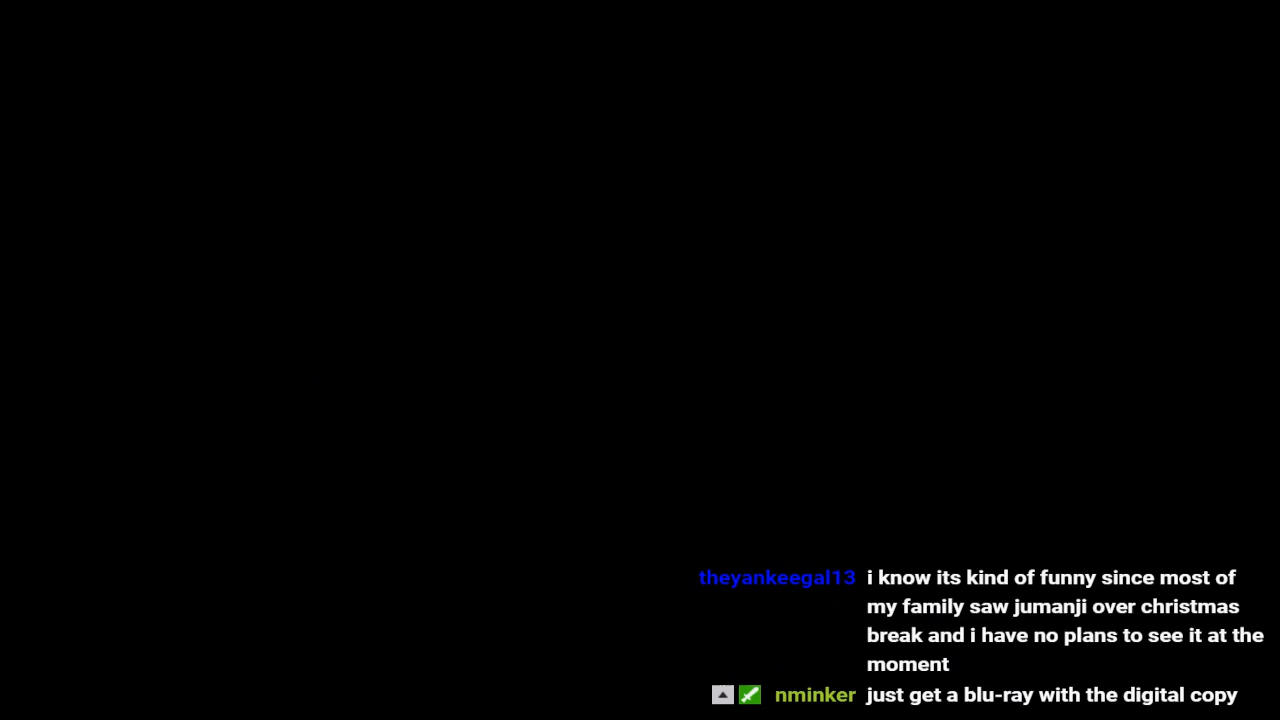 theyankeegal13 i know its kind of funny since most of
my family saw jumanji over christmas
break and i have no plans to see it at the
moment
nminker just get a blu-ray with the digital copy